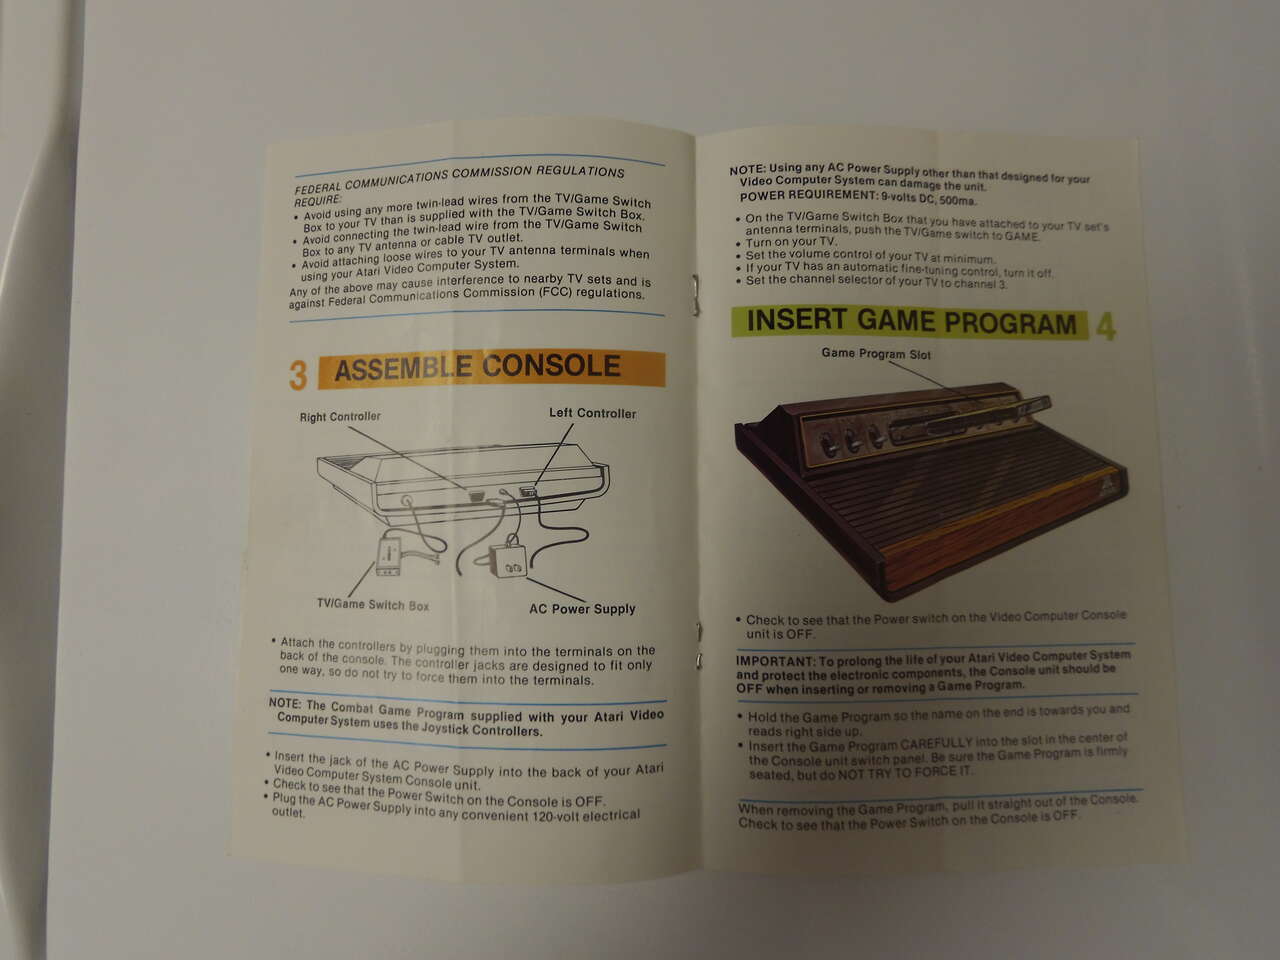 FEDERAL COMMUNICATIONS COMMISSION REGULATIONS
REQUIRE:
• Avoid using any more twin-lead wires from the TV/Game Switch
Box to your TV than is supplied with the TV/Game Switch Box.
• Avoid connecting the twin-lead wire from the TV/Game Switch
Box to any TV antenna or cable TV outlet.
• Avoid attaching loose wires to your TV antenna terminals when
using your Atari Video Computer System.
Any of the above may cause interference to nearby TV sets and is
against Federal Communications Commission (FCC) regulations.
3 ASSEMBLE CONSOLE
Right Controller
Left Controller
TV/Game Switch Box
AC Power Supply
• Attach the controllers by plugging them into the terminals on the
back of the console. The controller jacks are designed to fit only
one way, so do not try to force them into the terminals.
NOTE: The Combat Game Program supplied with your Atari Video
Computer System uses the Joystick Controllers.
• Insert the jack of the AC Power Supply into the back of your Atari
Video Computer System Console unit.
• Check to see that the Power Switch on the Console is OFF.
• Plug the AC Power Supply into any convenient 120-volt electrical
outlet.
NOTE: Using any AC Power Supply other than that designed for your
Video Computer System can damage the unit.
POWER REQUIREMENT: 9-volts DC, 500ma.
• On the TV/Game Switch Box that you have attached to your TV set's
antenna terminals, push the TV/Game switch to GAME.
• Turn on your TV.
• Set the volume control of your TV at minimum.
• If your TV has an automatic fine-tuning control, turn it off.
• Set the channel selector of your TV to channel 3.
INSERT GAME PROGRAM 4
Game Program Slot
• Check to see that the Power switch on the Video Computer Console
unit is OFF.
IMPORTANT: To prolong the life of your Atari Video Computer System
and protect the electronic components, the Console unit should be
OFF when inserting or removing a Game Program.
• Hold the Game Program so the name on the end is towards you and
reads right side up.
• Insert the Game Program CAREFULLY into the slot in the center of
the Console unit switch panel. Be sure the Game Program is firmly
seated, but do NOT TRY TO FORCE IT.
When removing the Game Program, pull it straight out of the Console.
Check to see that the Power Switch on the Console is OFF.